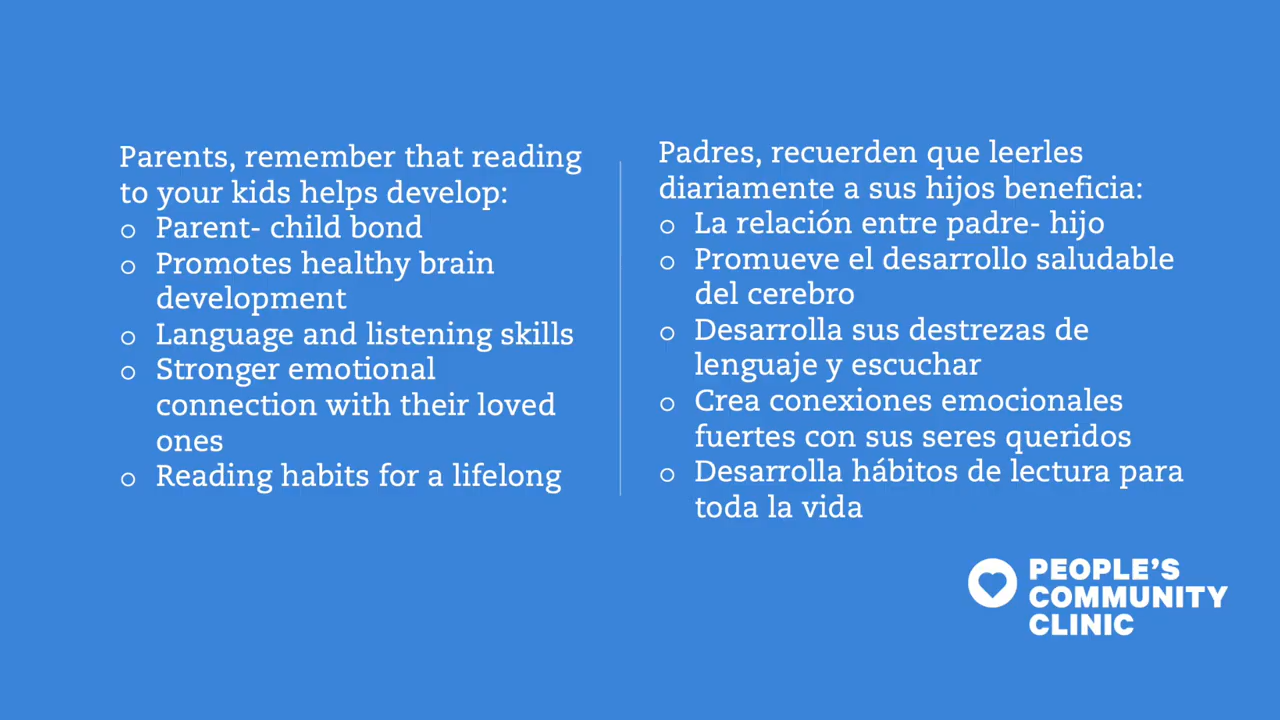 Parents, remember that reading
to your kids helps develop:
o Parent- child bond
o Promotes healthy brain
development
o Language and listening skills
o Stronger emotional
connection with their loved
ones
o Reading habits for a lifelong
Padres, recuerden que leerles
diariamente a sus hijos beneficia:
o La relación entre padre- hijo
o Promueve el desarrollo saludable
del cerebro
o Desarrolla sus destrezas de
lenguaje y escuchar
o Crea conexiones emocionales
fuertes con sus seres queridos
o Desarrolla hábitos de lectura para
toda la vida
PEOPLE'S
COMMUNITY
CLINIC